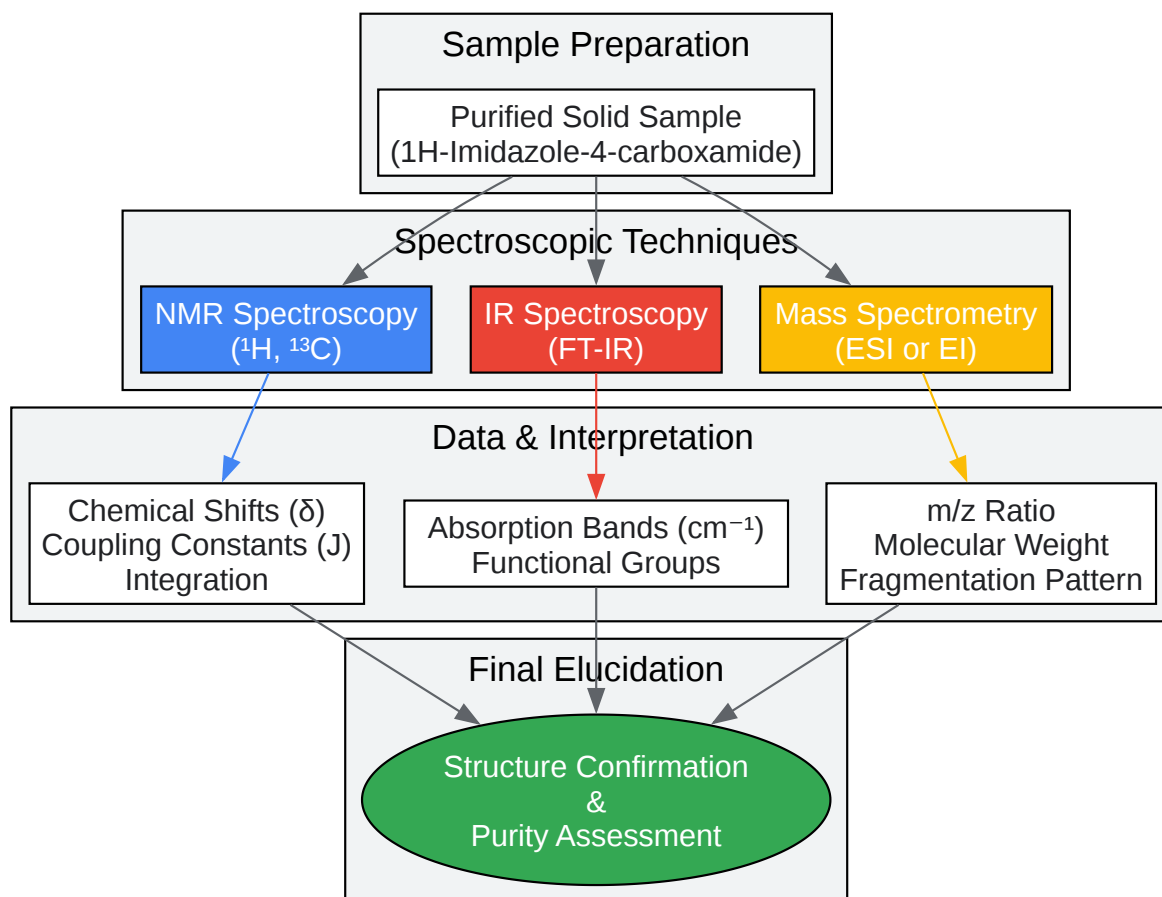 Sample Preparation
Purified Solid Sample
(1H-Imidazole-4-carboxamide)
Spectroscopic Techniques
NMR Spectroscopy
(¹H, ¹³C)
IR Spectroscopy
(FT-IR)
Mass Spectrometry
(ESI or EI)
Data & Interpretation
Chemical Shifts (δ)
Coupling Constants (J)
Integration
Absorption Bands (cm⁻¹)
Functional Groups
m/z Ratio
Molecular Weight
Fragmentation Pattern
Final Elucidation
Structure Confirmation
&
Purity Assessment